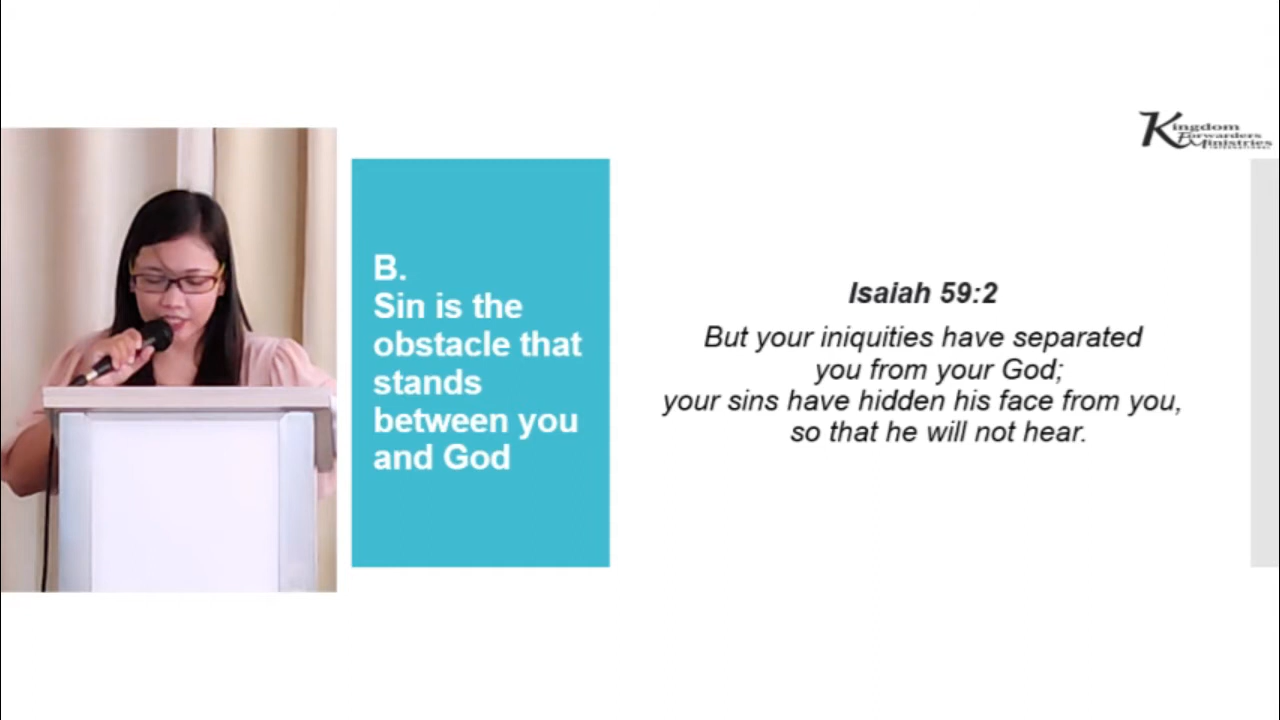 Kingdom
Forwarders
Ministries
INTERNATIONAL
B.
Sin is the
obstacle that
stands
between you
and God
Isaiah 59:2
But your iniquities have separated
you from your God;
your sins have hidden his face from you,
so that he will not hear.